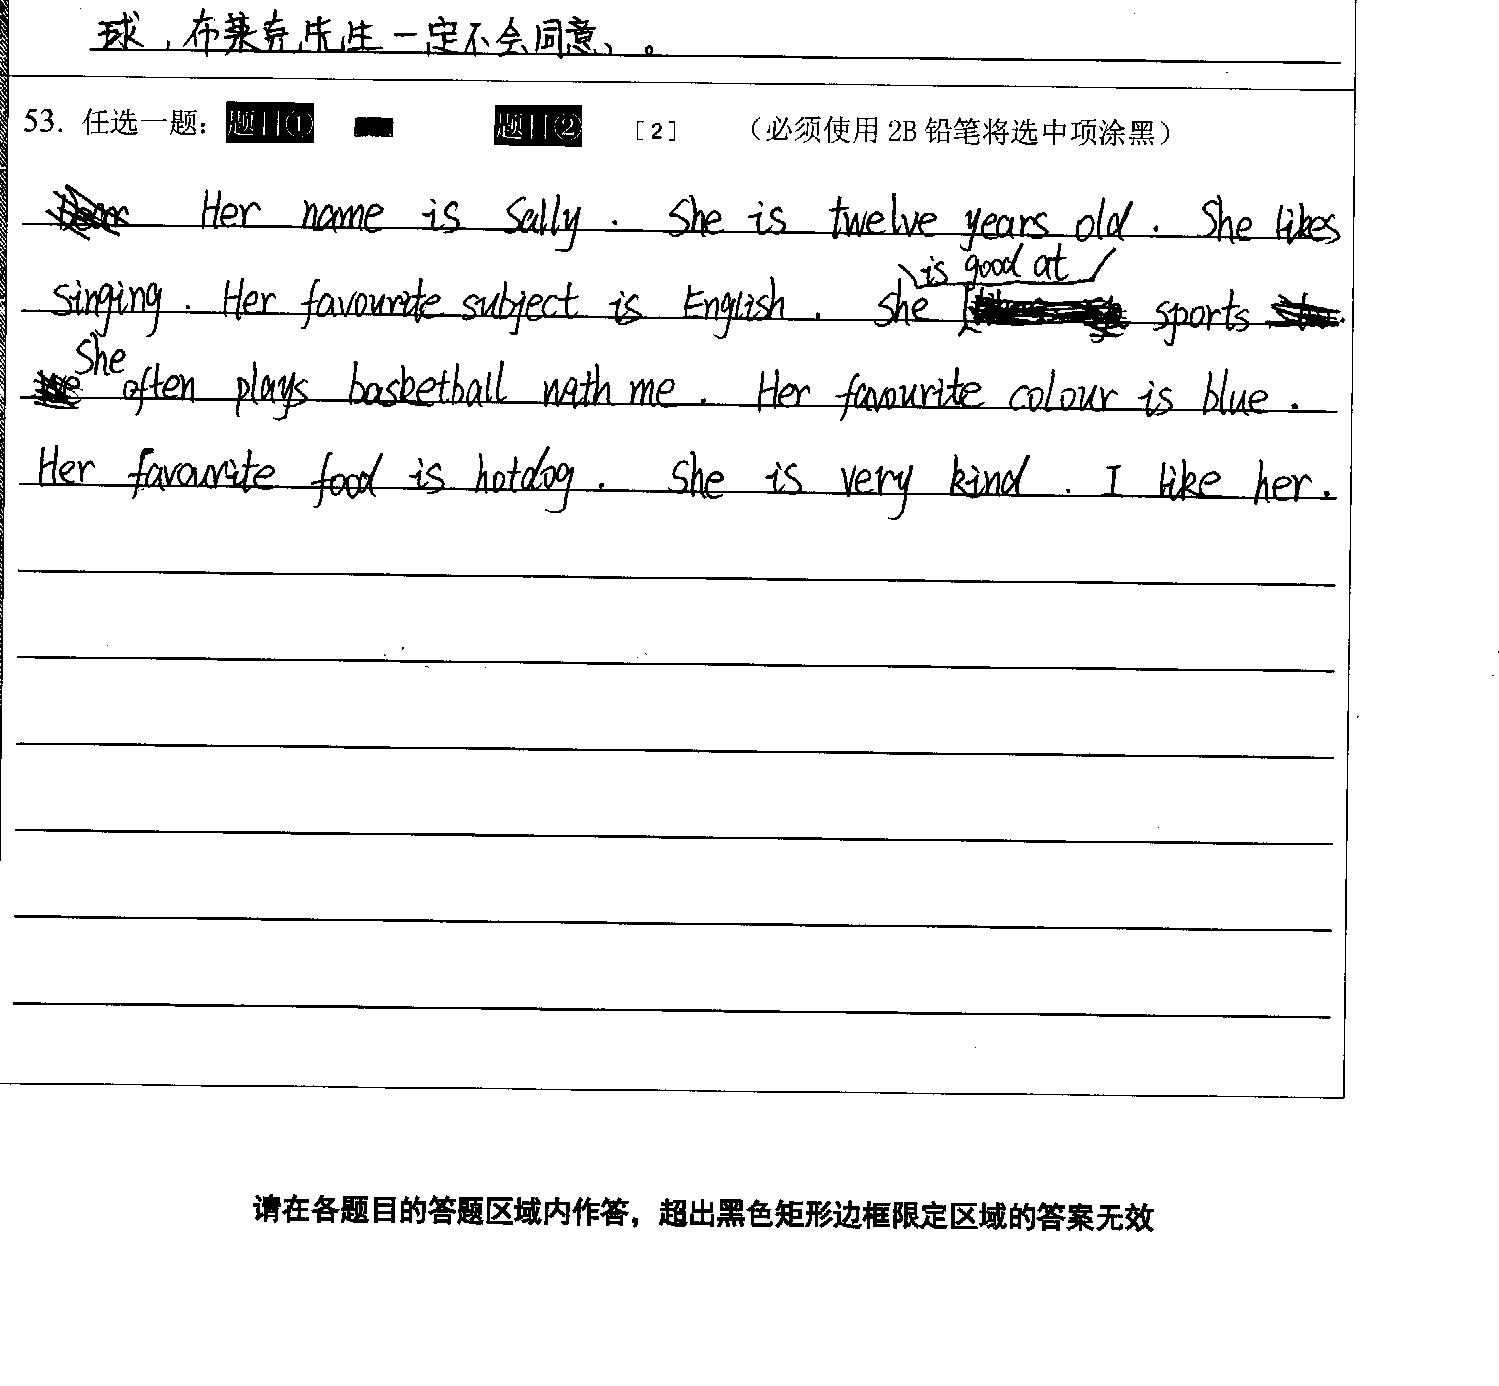 球，布莱克先生一定不会同意、。
53. 任选一题： 题目① 题目② [2] （必须使用 2B 铅笔将选中项涂黑）
Her name is Sally. She is twelve years old. She likes
singing. Her favourite subject is English. She is good at sports.
She often plays basketball with me. Her favourite colour is blue.
Her favourite food is hotdog. She is very kind. I like her.
请在各题目的答题区域内作答，超出黑色矩形边框限定区域的答案无效